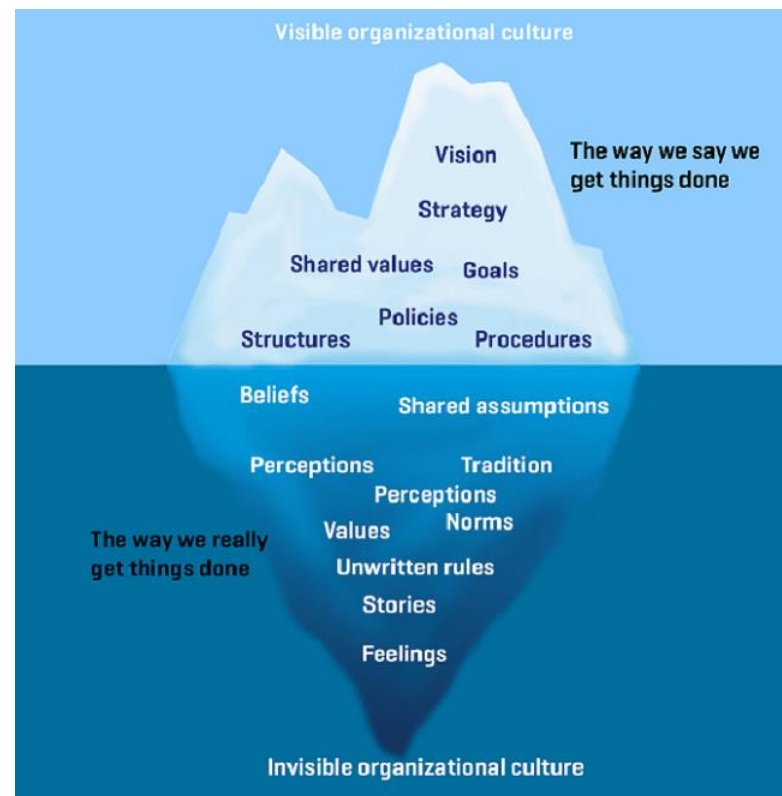 Visible organizational culture
Vision
The way we say we
get things done
Strategy
Shared values
Goals
Policies
Structures
Procedures
Beliefs
Shared assumptions
Perceptions
Tradition
Perceptions
Norms
Values
The way we really
get things done
Unwritten rules
Stories
Feelings
Invisible organizational culture